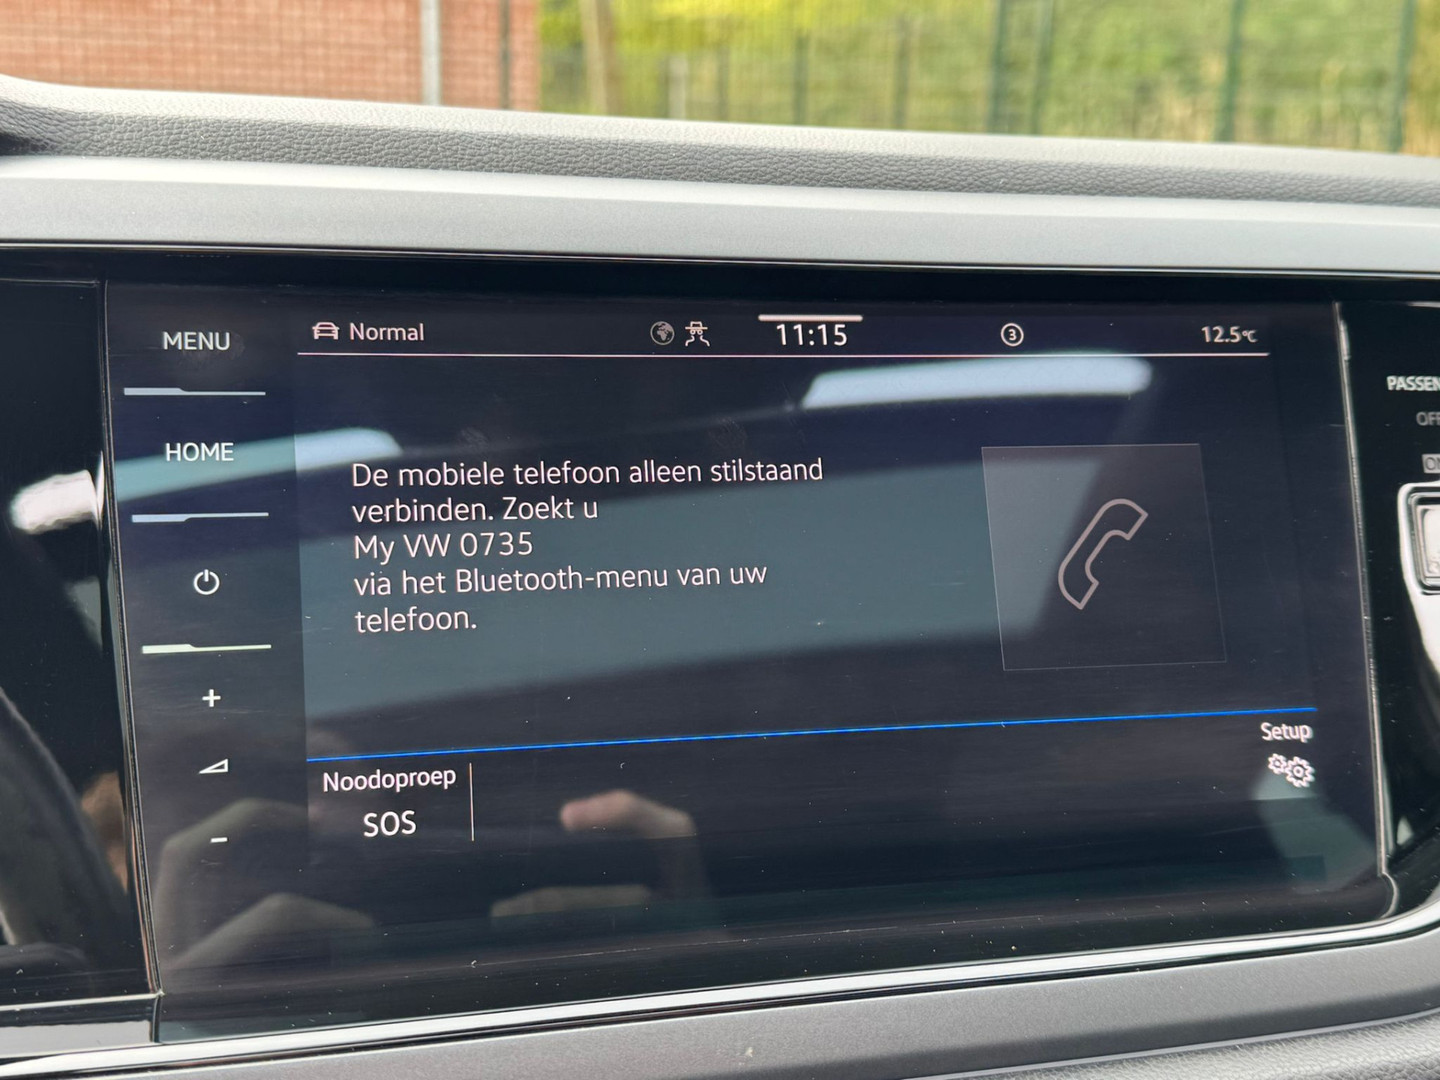 MENU
Normal
11:15
3
12.5°C
HOME
De mobiele telefoon alleen stilstaand
verbinden. Zoekt u
My VW 0735
via het Bluetooth-menu van uw
telefoon.
+
-
Setup
Noodoproep
SOS
PASSEN
OFF